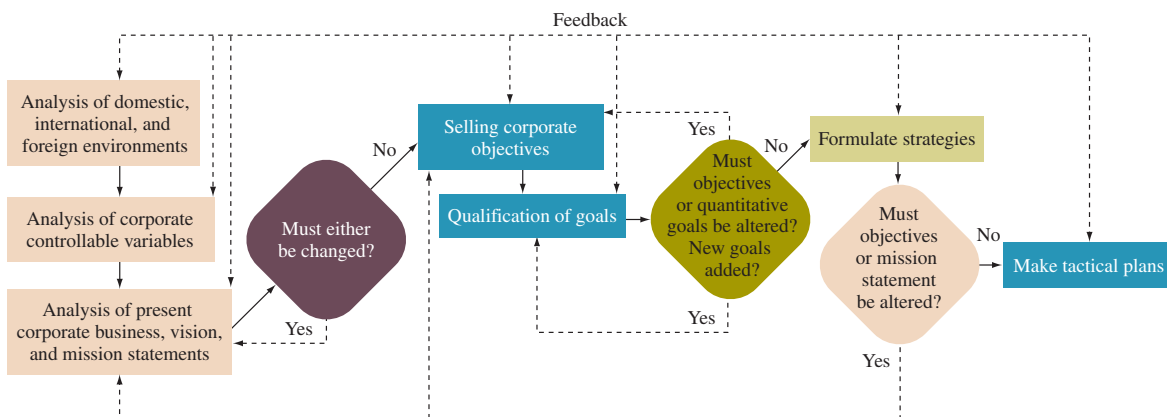 Feedback
Analysis of domestic,
international, and
foreign environments
Analysis of corporate
controllable variables
Analysis of present
corporate business, vision,
and mission statements
Must either
be changed?
No
Yes
Selling corporate
objectives
Qualification of goals
Yes
Must
objectives
or quantitative
goals be altered?
New goals
added?
No
Yes
Formulate strategies
Must
objectives
or mission
statement
be altered?
No
Yes
Make tactical plans